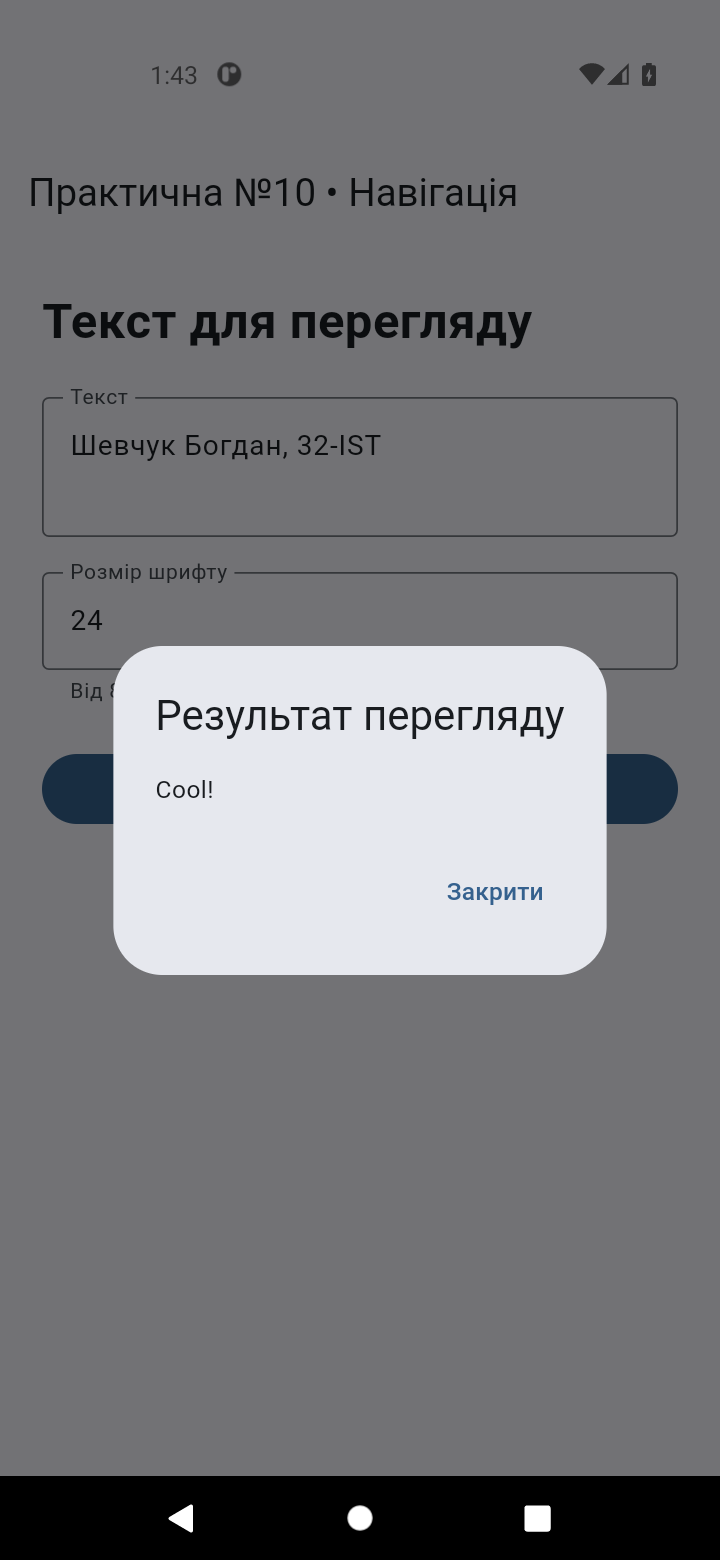 1:43
Практична №10 • Навігація
Текст для перегляду
Текст
Шевчук Богдан, 32-IST
Розмір шрифту
24
Від
Результат перегляду
Cool!
Закрити